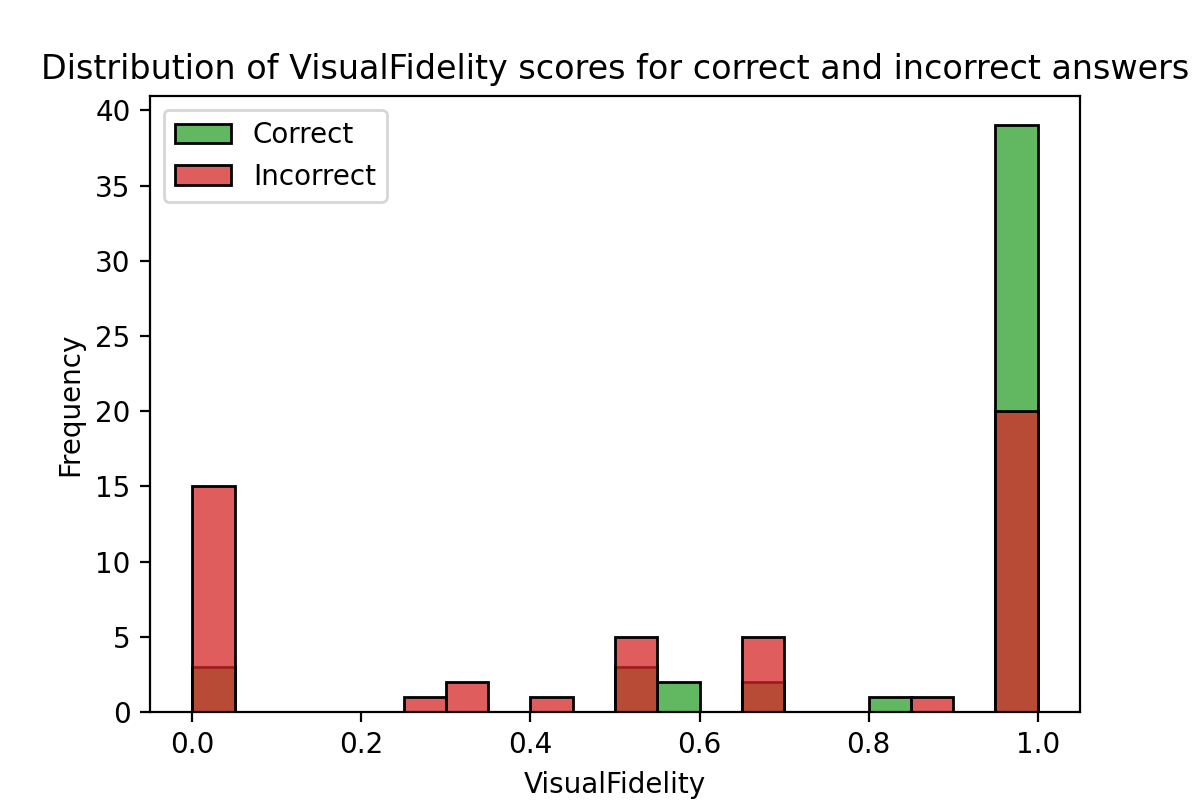 Distribution of VisualFidelity scores for correct and incorrect answers
40
35
30
25
20
15
10
5
0
Frequency
Correct
Incorrect
0.0 0.2 0.4 0.6 0.8 1.0
VisualFidelity